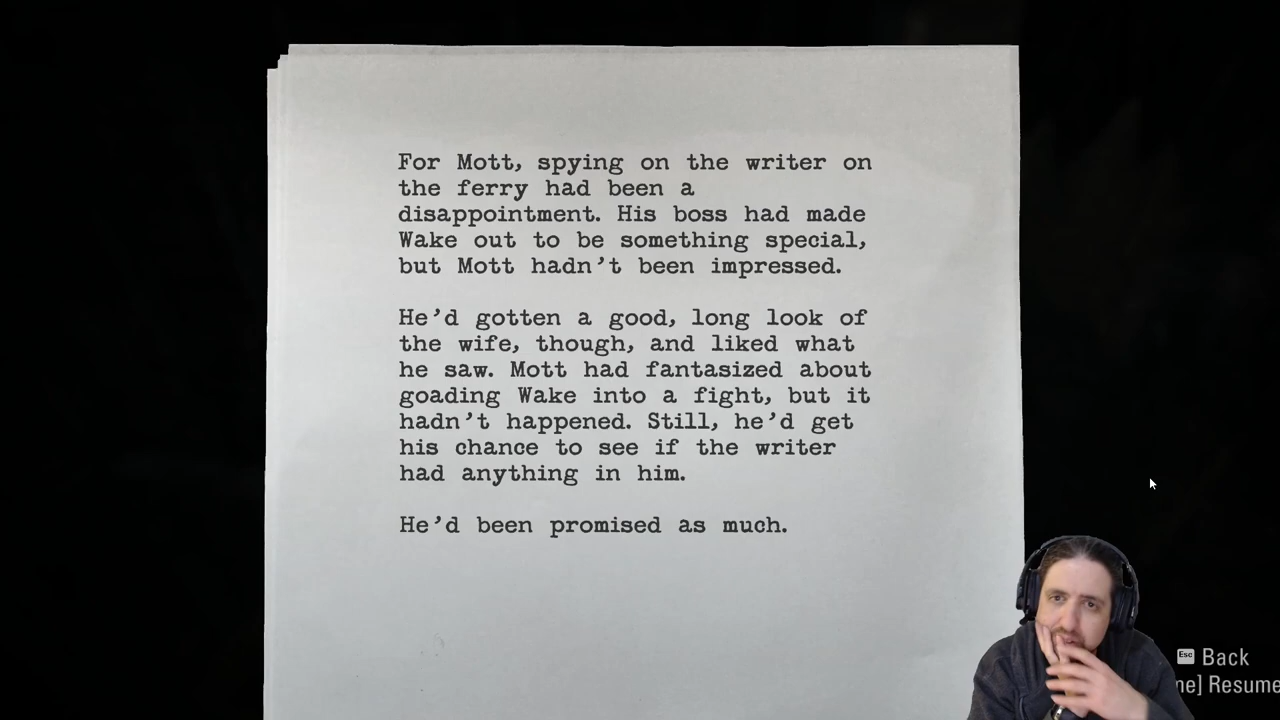 For Mott, spying on the writer on
the ferry had been a
disappointment. His boss had made
Wake out to be something special,
but Mott hadn’t been impressed.
He’d gotten a good, long look of
the wife, though, and liked what
he saw. Mott had fantasized about
goading Wake into a fight, but it
hadn’t happened. Still, he’d get
his chance to see if the writer
had anything in him.
He’d been promised as much.
Esc Back
ne] Resume